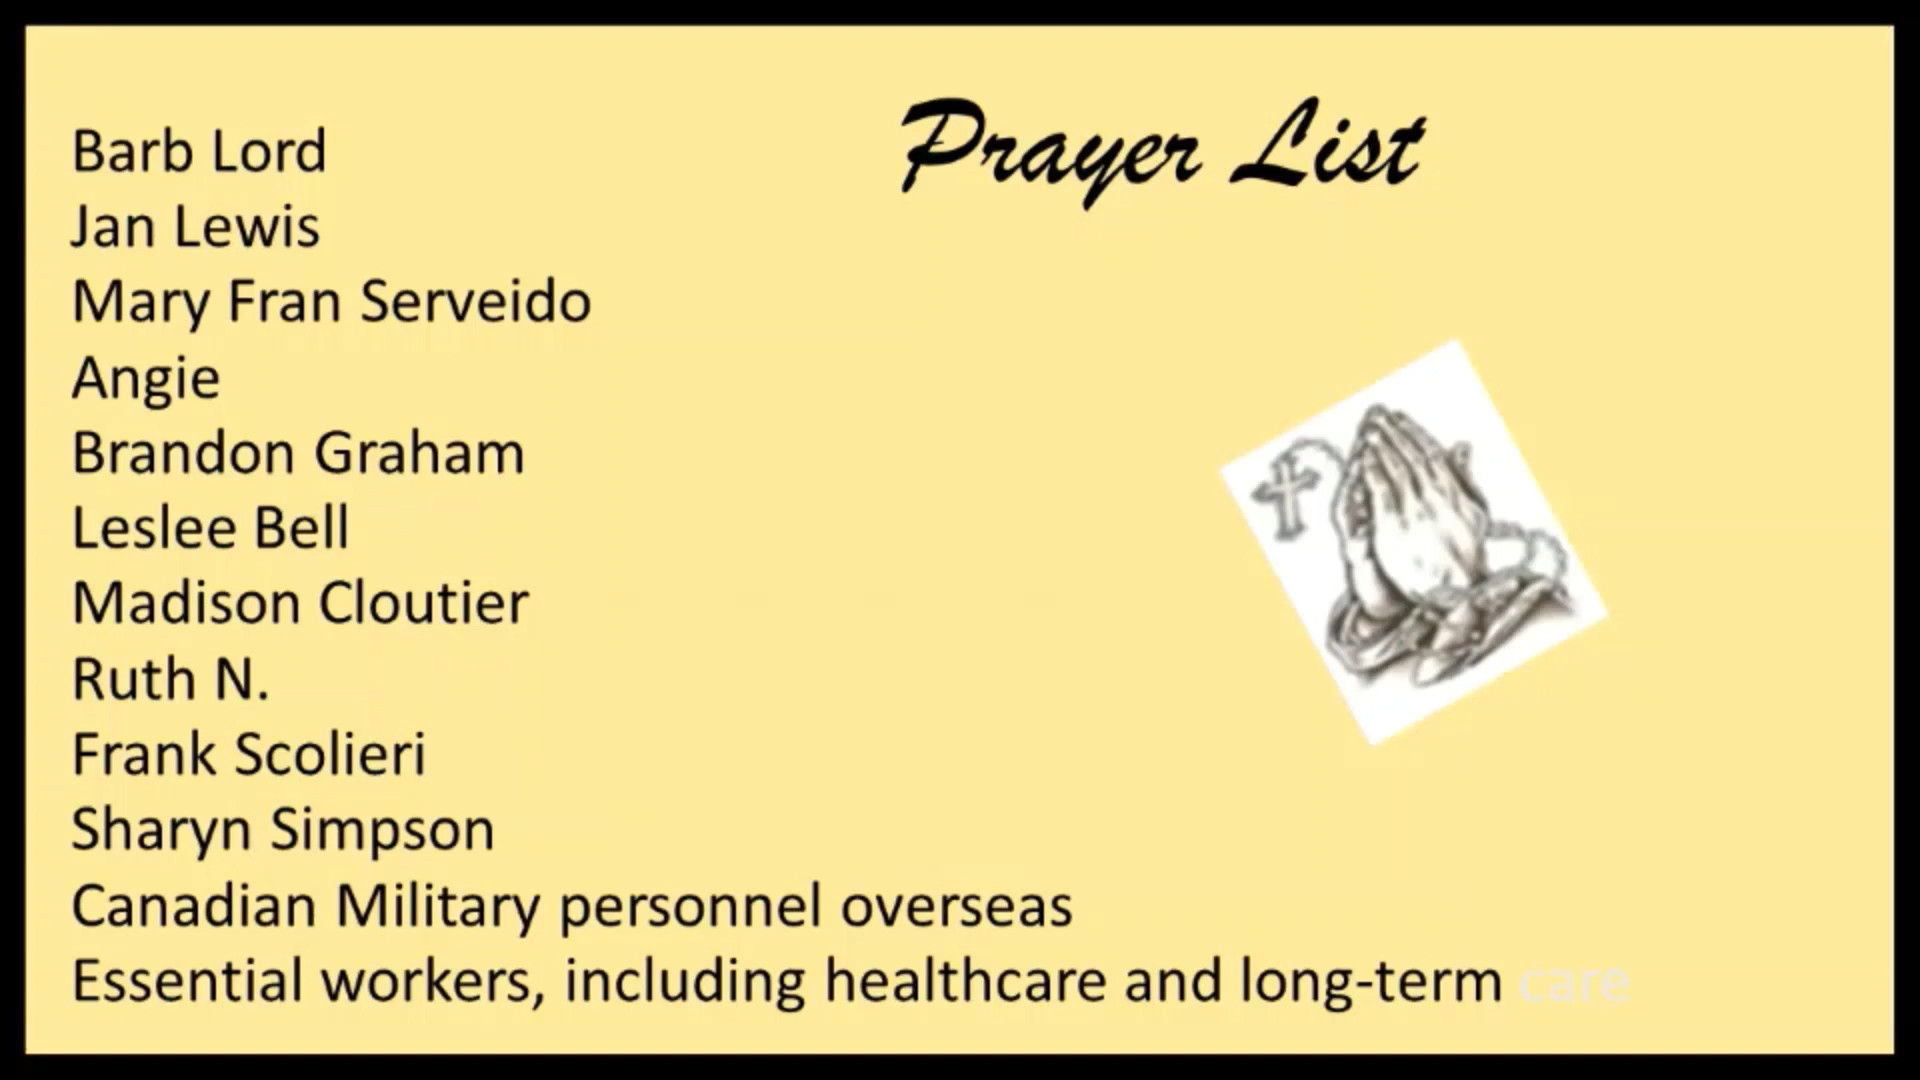 Prayer List
Barb Lord
Jan Lewis
Mary Fran Serveido
Angie
Brandon Graham
Leslee Bell
Madison Cloutier
Ruth N.
Frank Scolieri
Sharyn Simpson
Canadian Military personnel overseas
Essential workers, including healthcare and long-term care